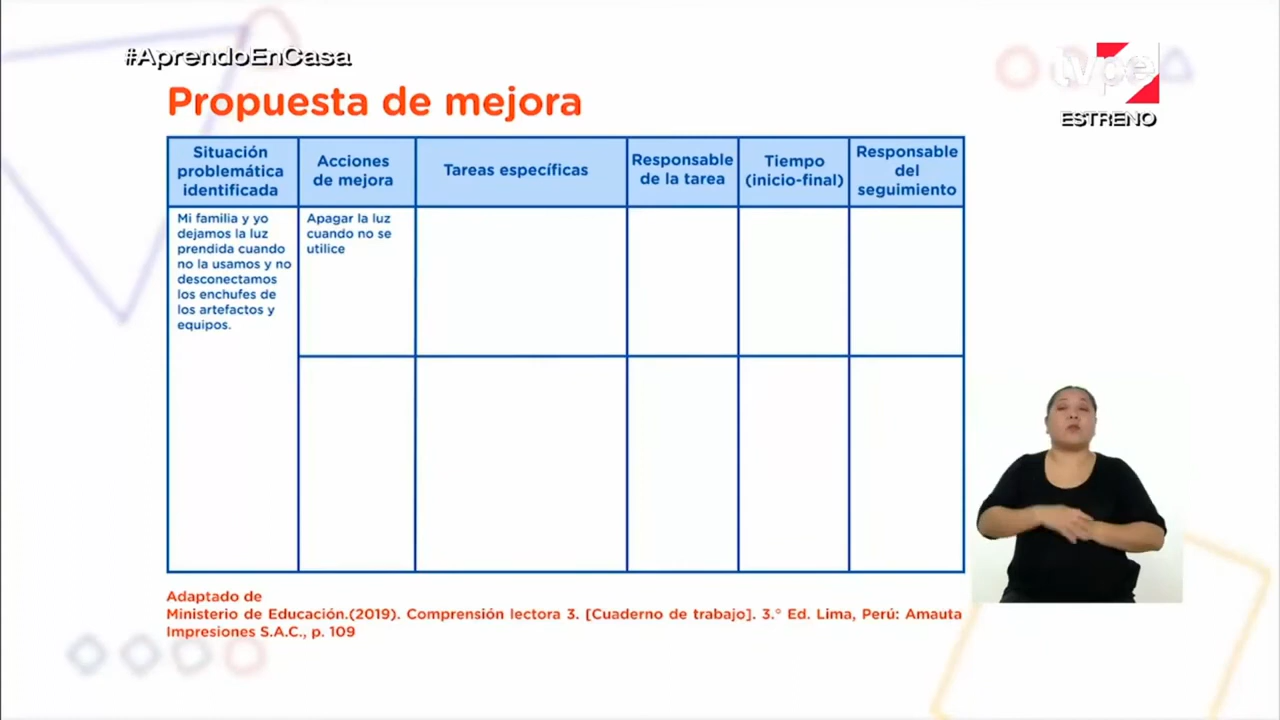 #AprendoEnCasa
tvpe
ESTRENO
Propuesta de mejora
Situación
problemática
identificada
Acciones
de mejora
Tareas específicas
Responsable
de la tarea
Tiempo
(inicio-final)
Responsable
del
seguimiento
Mi familia y yo
dejamos la luz
prendida cuando
no la usamos y no
desconectamos
los enchufes de
los artefactos y
equipos.
Apagar la luz
cuando no se
utilice
Adaptado de
Ministerio de Educación.(2019). Comprensión lectora 3. [Cuaderno de trabajo]. 3.° Ed. Lima, Perú: Amauta
Impresiones S.A.C., p. 109